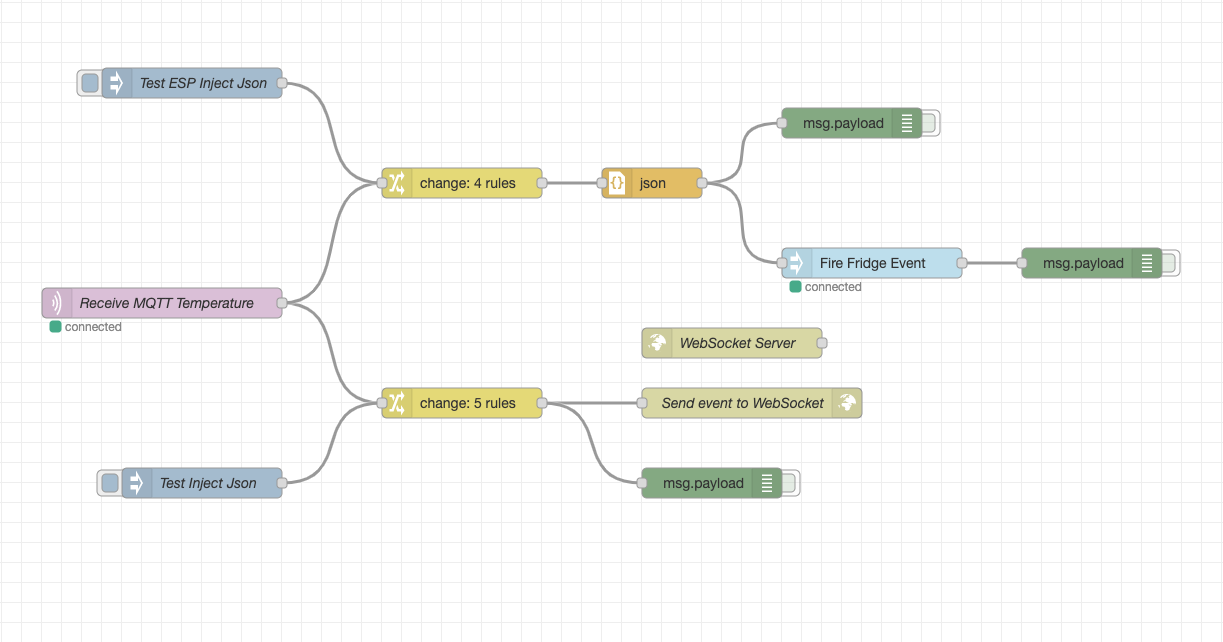 Test ESP Inject Json
msg.payload
change: 4 rules
json
Fire Fridge Event
msg.payload
connected
Receive MQTT Temperature
connected
WebSocket Server
change: 5 rules
Send event to WebSocket
Test Inject Json
msg.payload